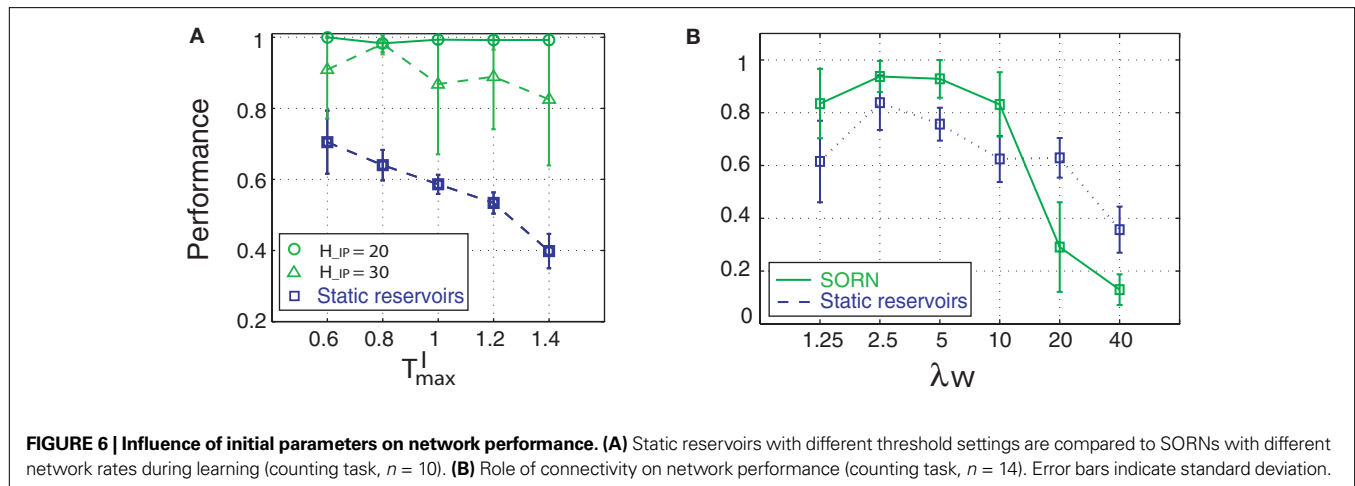 A
Performance
1
0.8
0.6
0.4
0.2
H_IP = 20
H_IP = 30
Static reservoirs
0.6 0.8 1 1.2 1.4
T^I_max
B
1
0.8
0.6
0.4
0.2
0
SORN
Static reservoirs
1.25 2.5 5 10 20 40
λw
FIGURE 6 | Influence of initial parameters on network performance. (A) Static reservoirs with different threshold settings are compared to SORNs with different
network rates during learning (counting task, n = 10). (B) Role of connectivity on network performance (counting task, n = 14). Error bars indicate standard deviation.